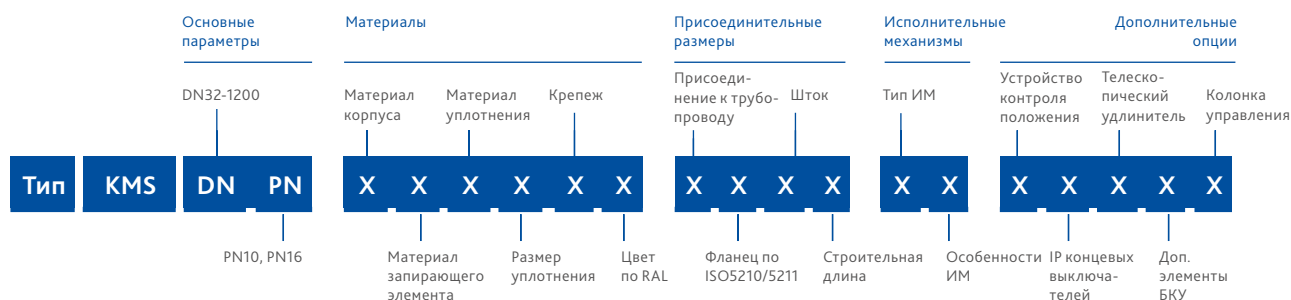 Основные
параметры
Материалы
Присоединительные
размеры
Исполнительные
механизмы
Дополнительные
опции
DN32-1200
Материал
корпуса
Материал
уплотнения
Крепеж
Присоеди-
нение к трубо-
проводу
Шток
Тип ИМ
Устройство
контроля
положения
Телеско-
пический
удлинитель
Колонка
управления
Тип KMS DN PN X X X X X X X X X X X X X X X X X
PN10, PN16
Материал
запирающего
элемента
Размер
уплотнения
Цвет
по RAL
Фланец по
ISO5210/5211
Строительная
длина
Особенности
ИМ
IP концевых
выключа-
телей
Доп.
элементы
БКУ